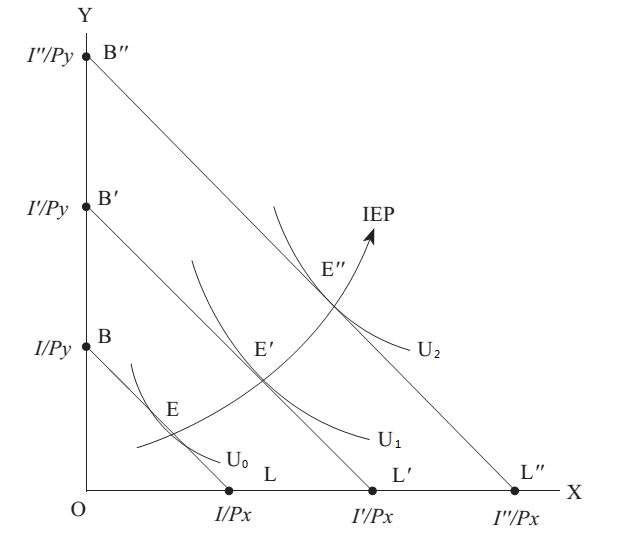 Y
I″/Py B″
I′/Py B′
IEP
E″
I/Py B
E′
U₂
E
U₁
U₀
L L′ L″
O X
I/Px I′/Px I″/Px